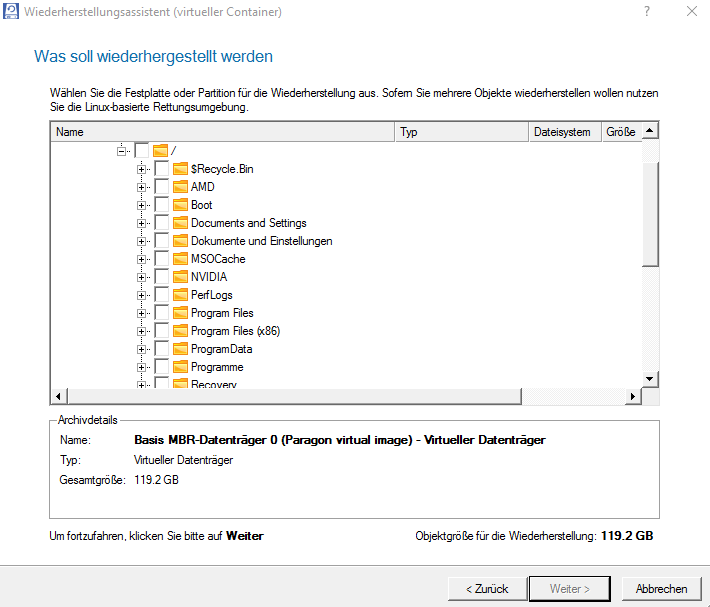 Wiederherstellungsassistent (virtueller Container)
Was soll wiederhergestellt werden
Wählen Sie die Festplatte oder Partition für die Wiederherstellung aus. Sofern Sie mehrere Objekte wiederherstellen wollen nutzen
Sie die Linux-basierte Rettungsumgebung.
Name Typ Dateisystem Größe
/
$Recycle.Bin
AMD
Boot
Documents and Settings
Dokumente und Einstellungen
MSOCache
NVIDIA
PerfLogs
Program Files
Program Files (x86)
ProgramData
Programme
Recovery
Archivdetails
Name: Basis MBR-Datenträger 0 (Paragon virtual image) - Virtueller Datenträger
Typ: Virtueller Datenträger
Gesamtgröße: 119.2 GB
Um fortzufahren, klicken Sie bitte auf Weiter Objektgröße für die Wiederherstellung: 119.2 GB
< Zurück Weiter > Abbrechen